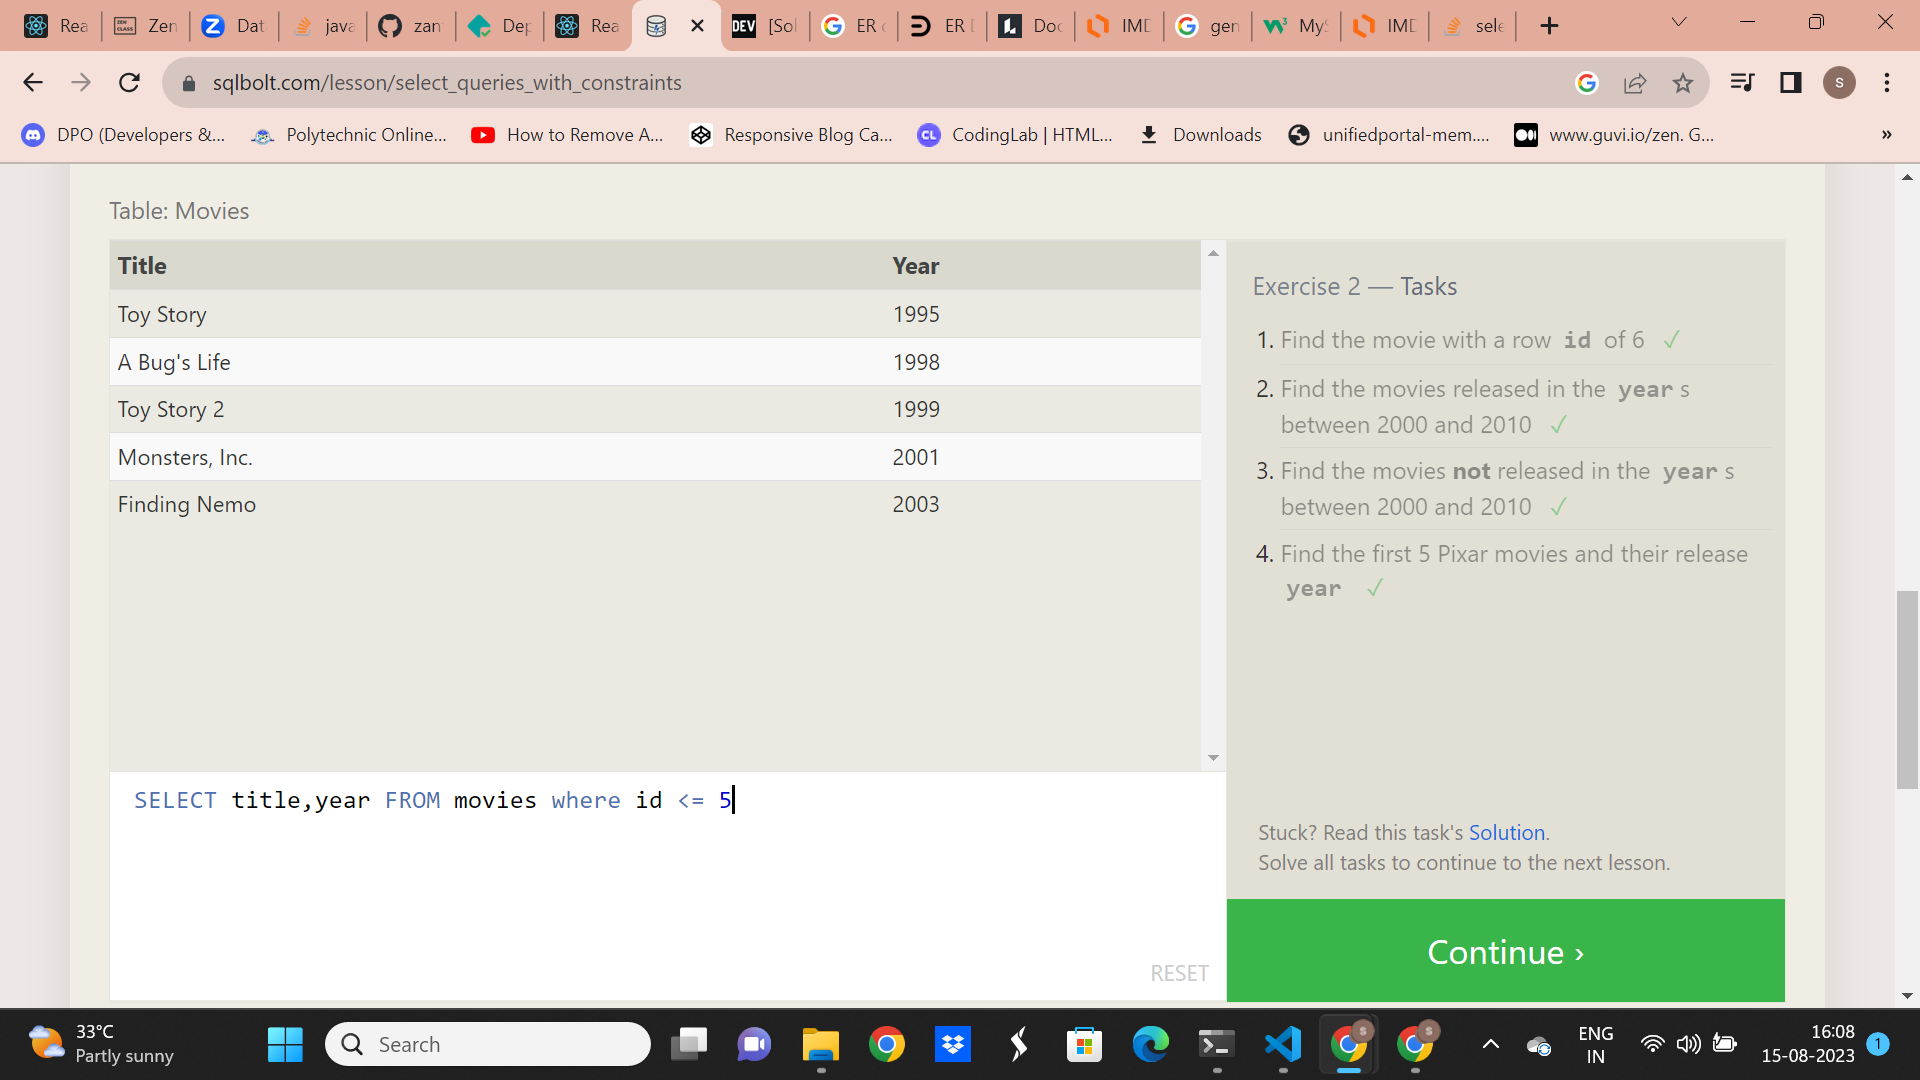 Rea
Zen
Dat
java
zan
Dep
Rea
DEV
[Sol
ER
ER
Doc
IMD
gen
My
IMD
sele
sqlbolt.com/lesson/select_queries_with_constraints
S
DPO (Developers &...
Polytechnic Online...
How to Remove A...
Responsive Blog Ca...
CL
CodingLab | HTML...
Downloads
unifiedportal-mem....
www.guvi.io/zen. G...
»
Table: Movies
Title Year
Toy Story 1995
A Bug's Life 1998
Toy Story 2 1999
Monsters, Inc. 2001
Finding Nemo 2003
SELECT title,year FROM movies where id <= 5
RESET
Exercise 2 — Tasks
1. Find the movie with a row id of 6 ✓
2. Find the movies released in the year s
between 2000 and 2010 ✓
3. Find the movies not released in the year s
between 2000 and 2010 ✓
4. Find the first 5 Pixar movies and their release
year ✓
Stuck? Read this task's Solution.
Solve all tasks to continue to the next lesson.
Continue ›
33°C
Partly sunny
Search
ENG
IN
16:08
15-08-2023
1